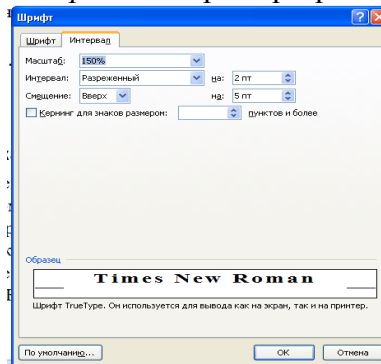 Шрифт
Шрифт Интервал
Масштаб: 150%
Интервал: Разреженный на: 2 пт
Смещение: Вверх на: 5 пт
Кернинг для знаков размером: пунктов и более
Образец
Times New Roman
Шрифт TrueType. Он используется для вывода как на экран, так и на принтер.
По умолчанию... ОК Отмена